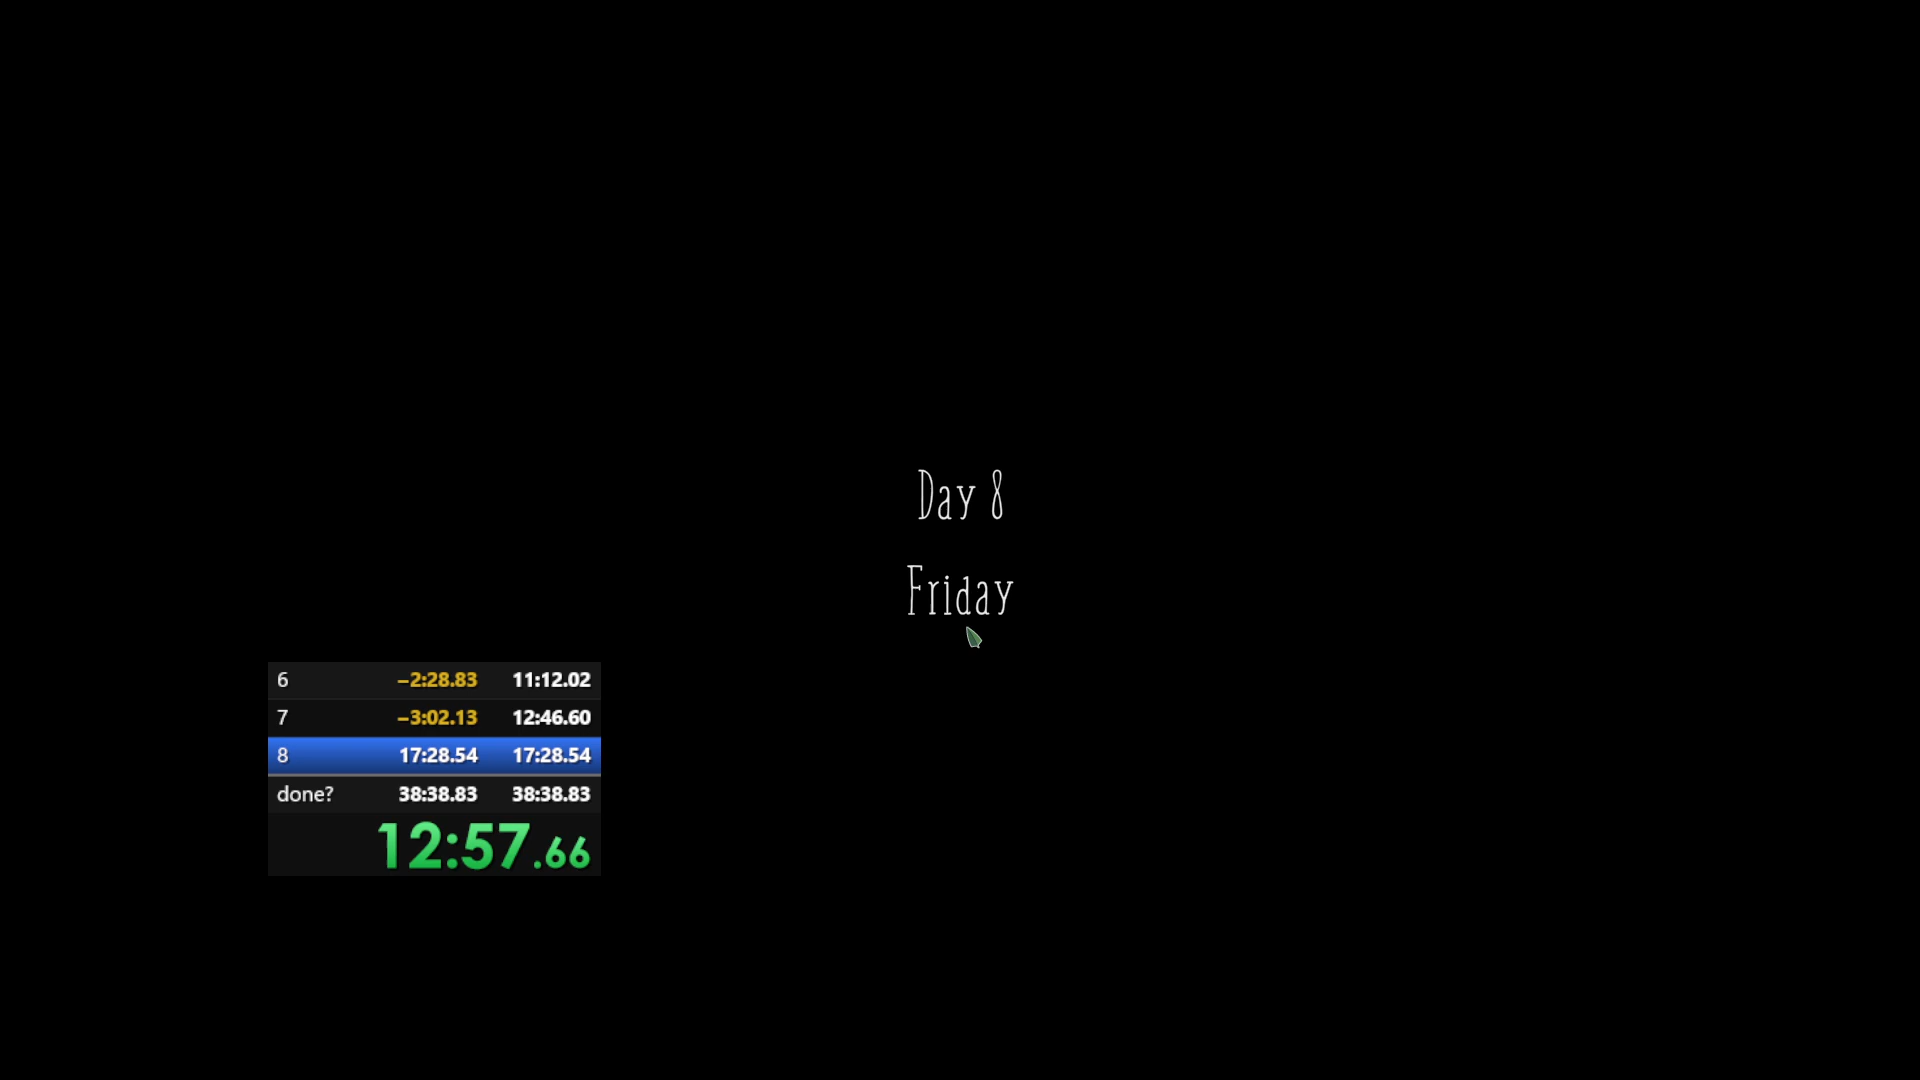 Day 8
Friday
6 −2:28.83 11:12.02
7 −3:02.13 12:46.60
8 17:28.54 17:28.54
done? 38:38.83 38:38.83
12:57.66